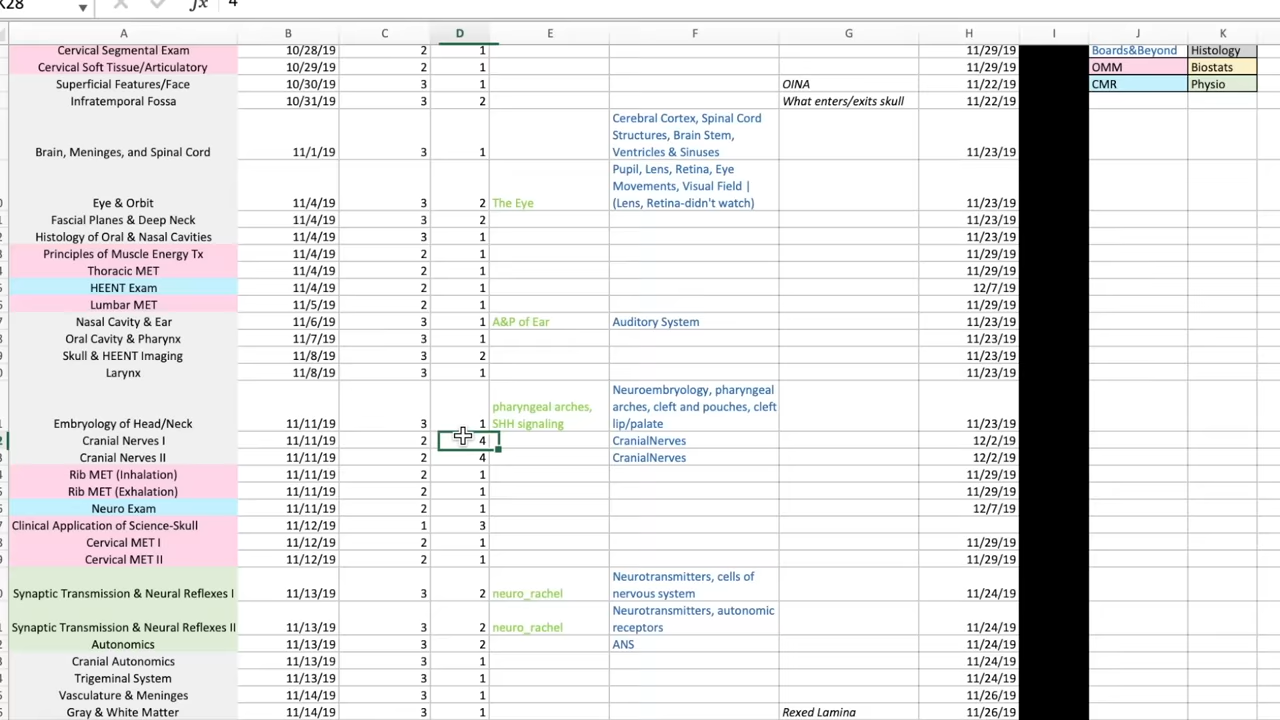 K28 fx 4
A B C D E F G H I J K
Cervical Segmental Exam 10/28/19 2 1 11/29/19 Boards&Beyond Histology
Cervical Soft Tissue/Articulatory 10/29/19 2 1 11/29/19 OMM Biostats
Superficial Features/Face 10/30/19 3 1 OINA 11/22/19 CMR Physio
Infratemporal Fossa 10/31/19 3 2 What enters/exits skull 11/22/19
Cerebral Cortex, Spinal Cord
Structures, Brain Stem,
Brain, Meninges, and Spinal Cord 11/1/19 3 1 Ventricles & Sinuses 11/23/19
Pupil, Lens, Retina, Eye
Movements, Visual Field |
Eye & Orbit 11/4/19 3 2 The Eye (Lens, Retina-didn't watch) 11/23/19
Fascial Planes & Deep Neck 11/4/19 3 2 11/23/19
Histology of Oral & Nasal Cavities 11/4/19 3 1 11/23/19
Principles of Muscle Energy Tx 11/4/19 2 1 11/29/19
Thoracic MET 11/4/19 2 1 11/29/19
HEENT Exam 11/4/19 2 1 12/7/19
Lumbar MET 11/5/19 2 1 11/29/19
Nasal Cavity & Ear 11/6/19 3 1 A&P of Ear Auditory System 11/23/19
Oral Cavity & Pharynx 11/7/19 3 1 11/23/19
Skull & HEENT Imaging 11/8/19 3 2 11/23/19
Larynx 11/8/19 3 1 11/23/19
Neuroembryology, pharyngeal
pharyngeal arches, arches, cleft and pouches, cleft
Embryology of Head/Neck 11/11/19 3 1 SHH signaling lip/palate 11/23/19
Cranial Nerves I 11/11/19 2 4 CranialNerves 12/2/19
Cranial Nerves II 11/11/19 2 4 CranialNerves 12/2/19
Rib MET (Inhalation) 11/11/19 2 1 11/29/19
Rib MET (Exhalation) 11/11/19 2 1 11/29/19
Neuro Exam 11/11/19 2 1 12/7/19
Clinical Application of Science-Skull 11/12/19 1 3
Cervical MET I 11/12/19 2 1 11/29/19
Cervical MET II 11/12/19 2 1 11/29/19
Neurotransmitters, cells of
Synaptic Transmission & Neural Reflexes I 11/13/19 3 2 neuro_rachel nervous system 11/24/19
Neurotransmitters, autonomic
Synaptic Transmission & Neural Reflexes II 11/13/19 3 2 neuro_rachel receptors 11/24/19
Autonomics 11/13/19 3 2 ANS 11/24/19
Cranial Autonomics 11/13/19 3 1 11/24/19
Trigeminal System 11/13/19 3 1 11/24/19
Vasculature & Meninges 11/14/19 3 1 11/26/19
Gray & White Matter 11/14/19 3 1 Rexed Lamina 11/26/19